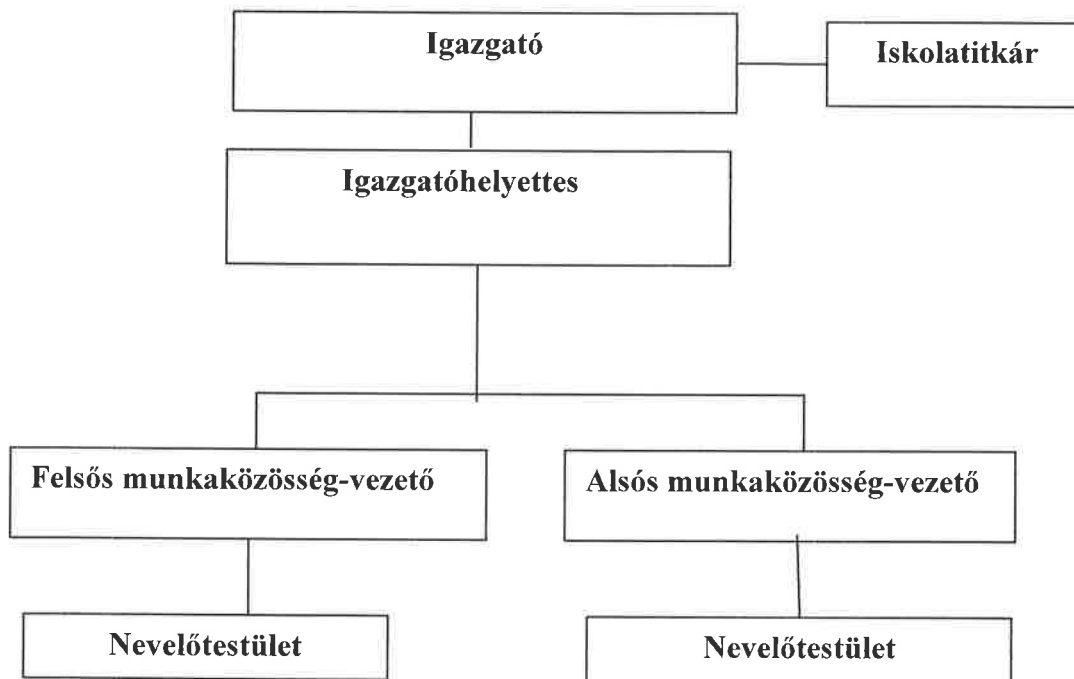 Igazgató
Iskolatitkár
Igazgatóhelyettes
Felsős munkaközösség-vezető
Alsós munkaközösség-vezető
Nevelőtestület
Nevelőtestület